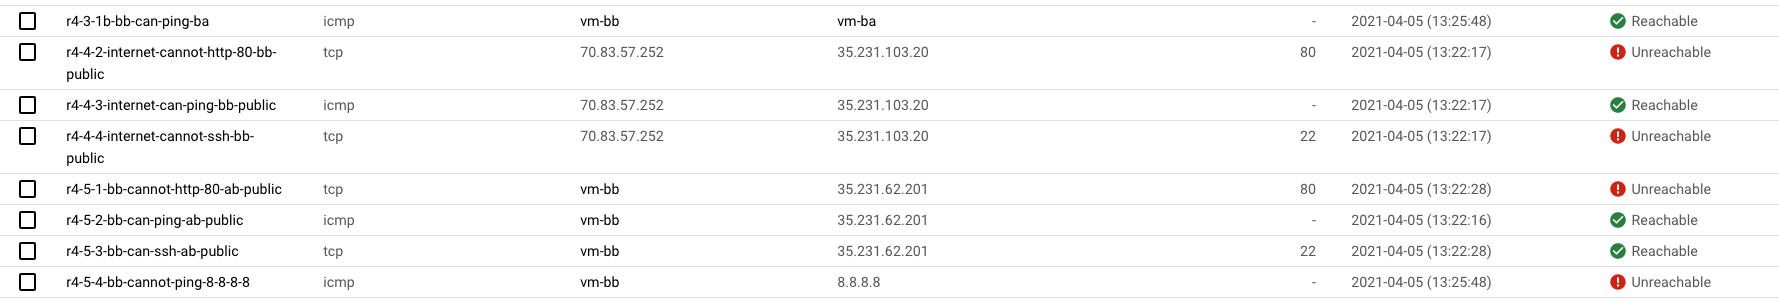 r4-3-1b-bb-can-ping-ba icmp vm-bb vm-ba - 2021-04-05 (13:25:48) Reachable
r4-4-2-internet-cannot-http-80-bb- tcp 70.83.57.252 35.231.103.20 80 2021-04-05 (13:22:17) Unreachable
public
r4-4-3-internet-can-ping-bb-public icmp 70.83.57.252 35.231.103.20 - 2021-04-05 (13:22:17) Reachable
r4-4-4-internet-cannot-ssh-bb- tcp 70.83.57.252 35.231.103.20 22 2021-04-05 (13:22:17) Unreachable
public
r4-5-1-bb-cannot-http-80-ab-public tcp vm-bb 35.231.62.201 80 2021-04-05 (13:22:28) Unreachable
r4-5-2-bb-can-ping-ab-public icmp vm-bb 35.231.62.201 - 2021-04-05 (13:22:16) Reachable
r4-5-3-bb-can-ssh-ab-public tcp vm-bb 35.231.62.201 22 2021-04-05 (13:22:28) Reachable
r4-5-4-bb-cannot-ping-8-8-8-8 icmp vm-bb 8.8.8.8 - 2021-04-05 (13:25:48) Unreachable